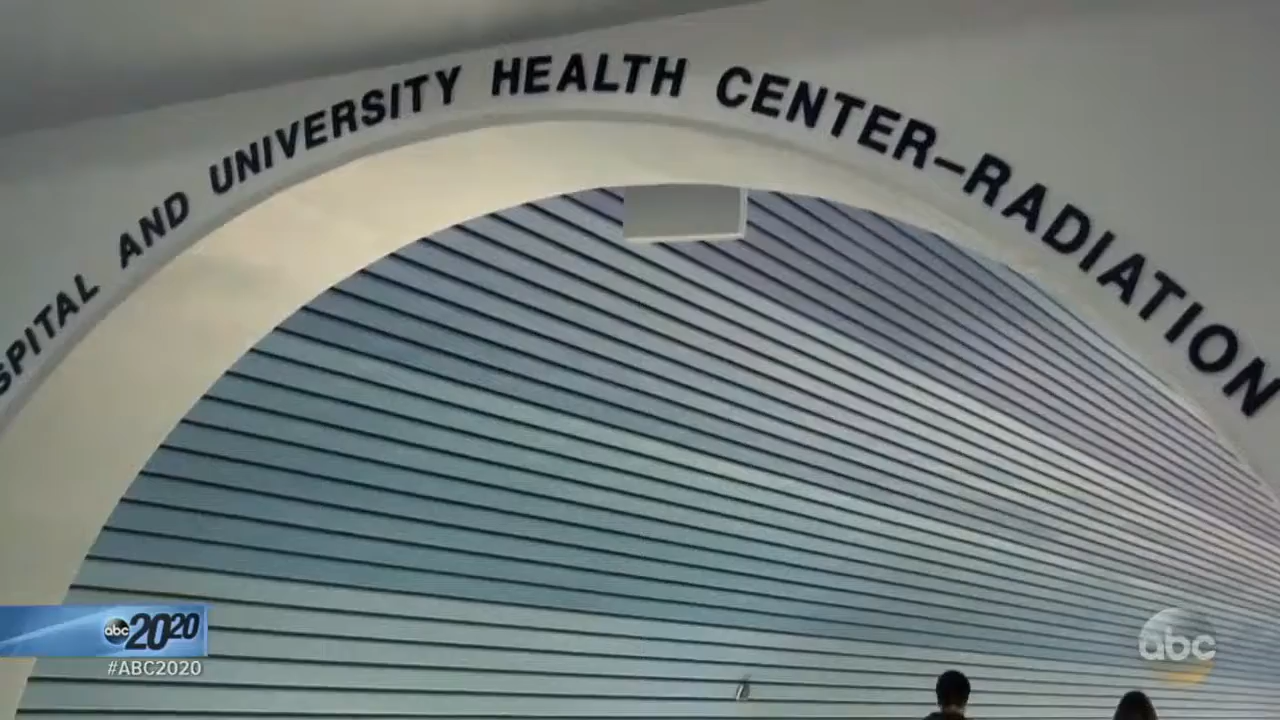 SPITAL AND UNIVERSITY HEALTH CENTER–RADIATION
abc 20/20
#ABC2020
abc